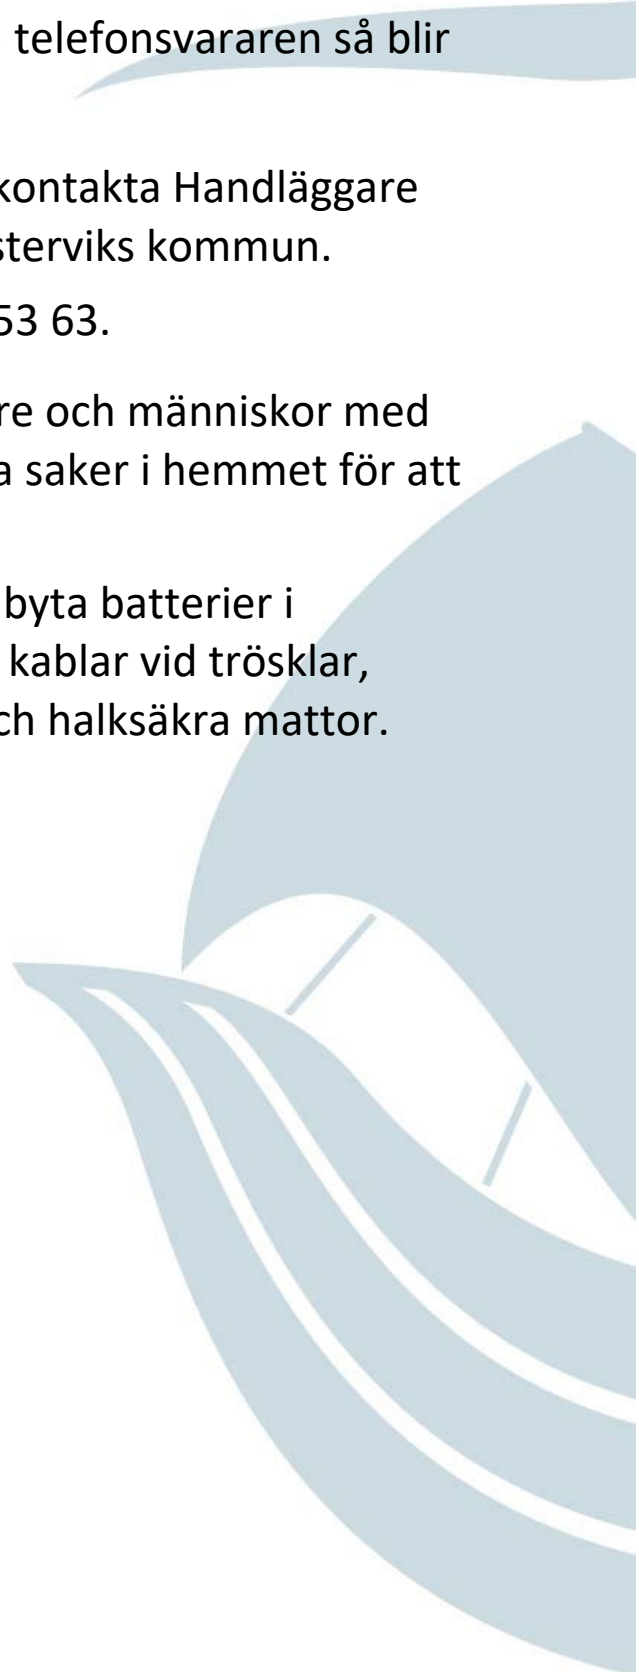 telefonsvararen så blir
kontakta Handläggare
sterviks kommun.
53 63.
re och människor med
a saker i hemmet för att
byta batterier i
kablar vid trösklar,
ch halksäkra mattor.